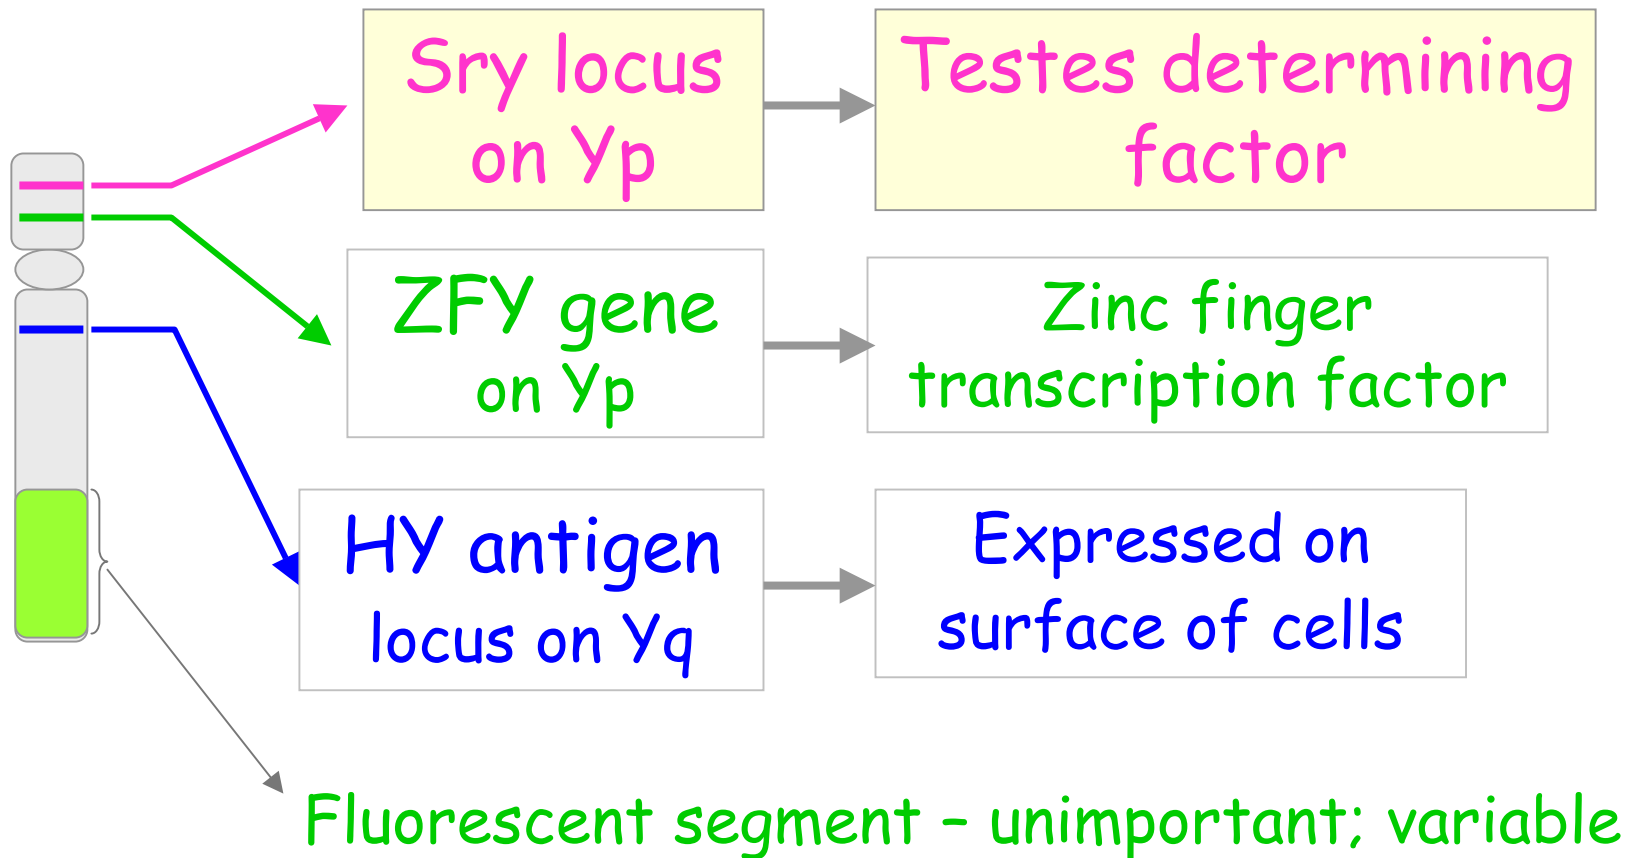 Sry locus
on Yp
Testes determining
factor
ZFY gene
on Yp
Zinc finger
transcription factor
HY antigen
locus on Yq
Expressed on
surface of cells
Fluorescent segment – unimportant; variable